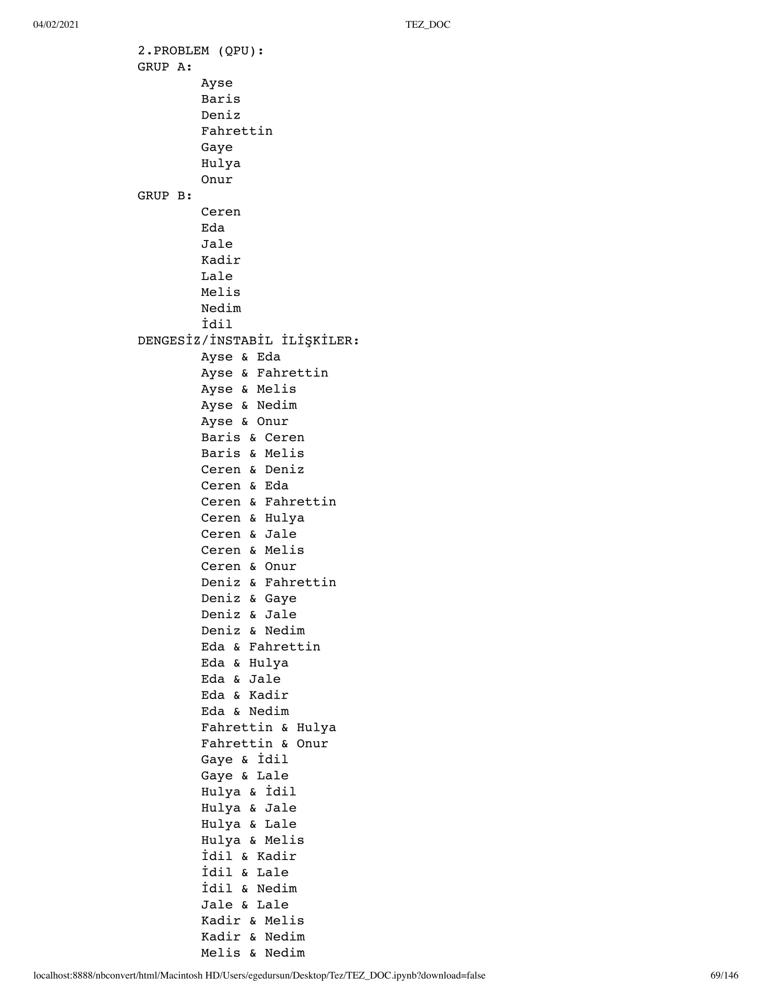 04/02/2021 TEZ_DOC
2.PROBLEM (QPU):
GRUP A:
Ayse
Baris
Deniz
Fahrettin
Gaye
Hulya
Onur
GRUP B:
Ceren
Eda
Jale
Kadir
Lale
Melis
Nedim
İdil
DENGESİZ/İNSTABİL İLİŞKİLER:
Ayse & Eda
Ayse & Fahrettin
Ayse & Melis
Ayse & Nedim
Ayse & Onur
Baris & Ceren
Baris & Melis
Ceren & Deniz
Ceren & Eda
Ceren & Fahrettin
Ceren & Hulya
Ceren & Jale
Ceren & Melis
Ceren & Onur
Deniz & Fahrettin
Deniz & Gaye
Deniz & Jale
Deniz & Nedim
Eda & Fahrettin
Eda & Hulya
Eda & Jale
Eda & Kadir
Eda & Nedim
Fahrettin & Hulya
Fahrettin & Onur
Gaye & İdil
Gaye & Lale
Hulya & İdil
Hulya & Jale
Hulya & Lale
Hulya & Melis
İdil & Kadir
İdil & Lale
İdil & Nedim
Jale & Lale
Kadir & Melis
Kadir & Nedim
Melis & Nedim
localhost:8888/nbconvert/html/Macintosh HD/Users/egedursun/Desktop/Tez/TEZ_DOC.ipynb?download=false 69/146